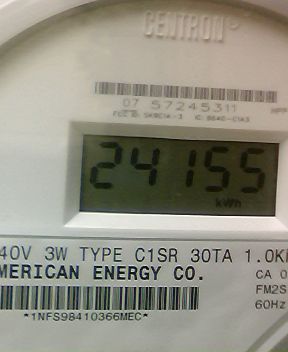 CENTRON®
07 57245311
24155
kWh
40V 3W TYPE C1SR 30TA 1.0K
MERICAN ENERGY CO.
CA 0
FM2S
60Hz
*1NFS98410366MEC*